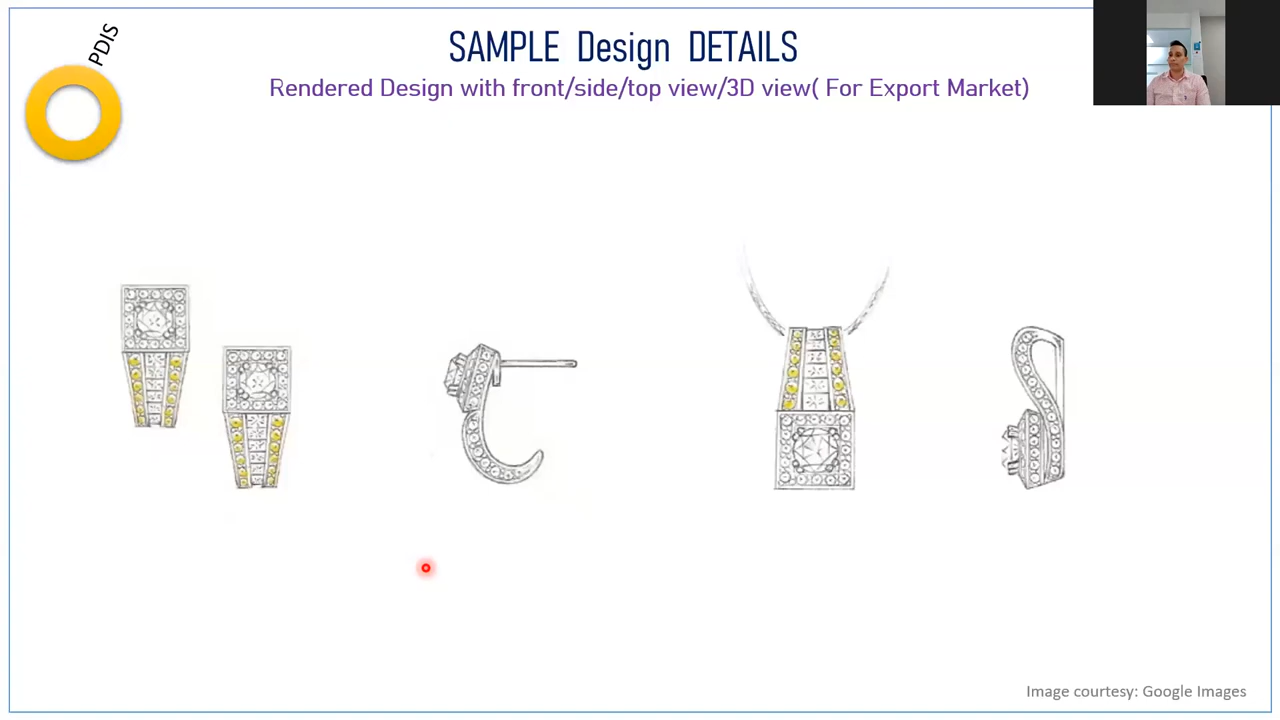 PDIS
SAMPLE Design DETAILS
Rendered Design with front/side/top view/3D view( For Export Market)
Image courtesy: Google Images